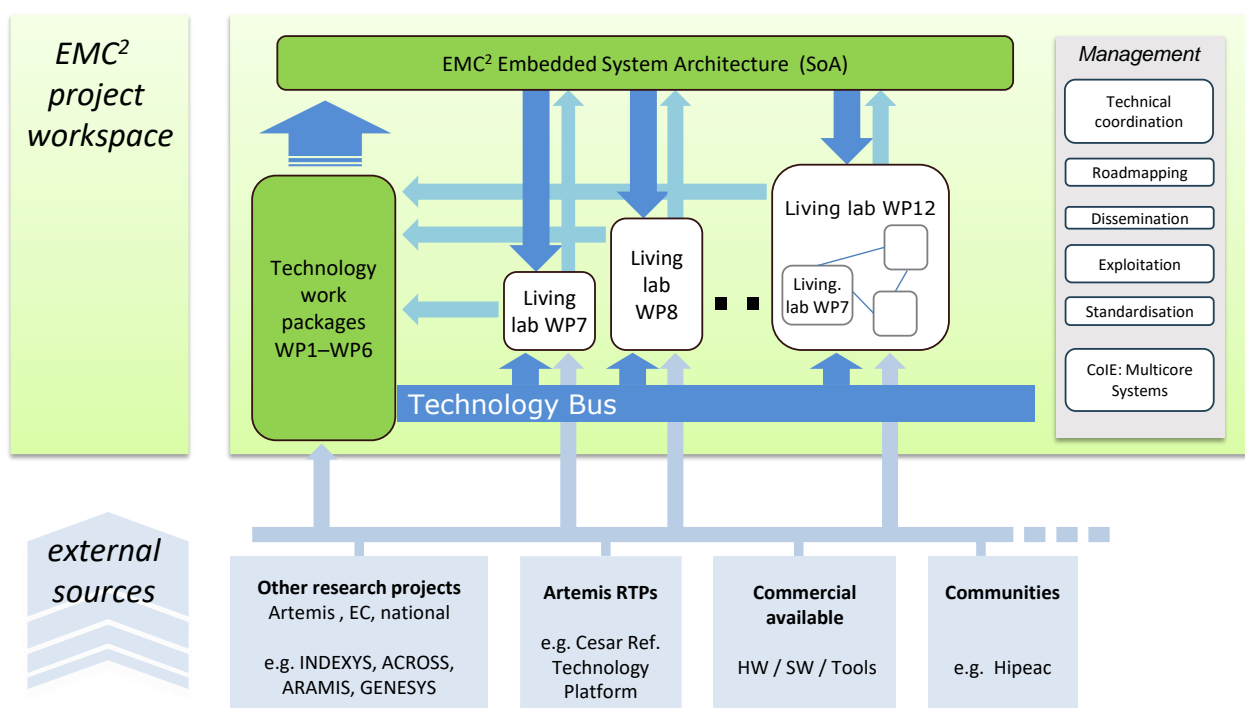 EMC²
project
workspace
EMC² Embedded System Architecture (SoA)
Technology
work
packages
WP1–WP6
Living
lab WP7
Living
lab
WP8
Living lab WP12
Living.
lab WP7
Technology Bus
Management
Technical
coordination
Roadmapping
Dissemination
Exploitation
Standardisation
CoIE: Multicore
Systems
external
sources
Other research projects
Artemis , EC, national
e.g. INDEXYS, ACROSS,
ARAMIS, GENESYS
Artemis RTPs
e.g. Cesar Ref.
Technology
Platform
Commercial
available
HW / SW / Tools
Communities
e.g. Hipeac